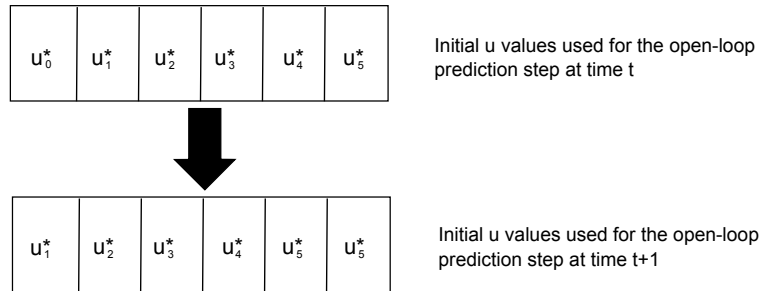 u*₀ u*₁ u*₂ u*₃ u*₄ u*₅
Initial u values used for the open-loop
prediction step at time t
u*₁ u*₂ u*₃ u*₄ u*₅ u*₅
Initial u values used for the open-loop
prediction step at time t+1